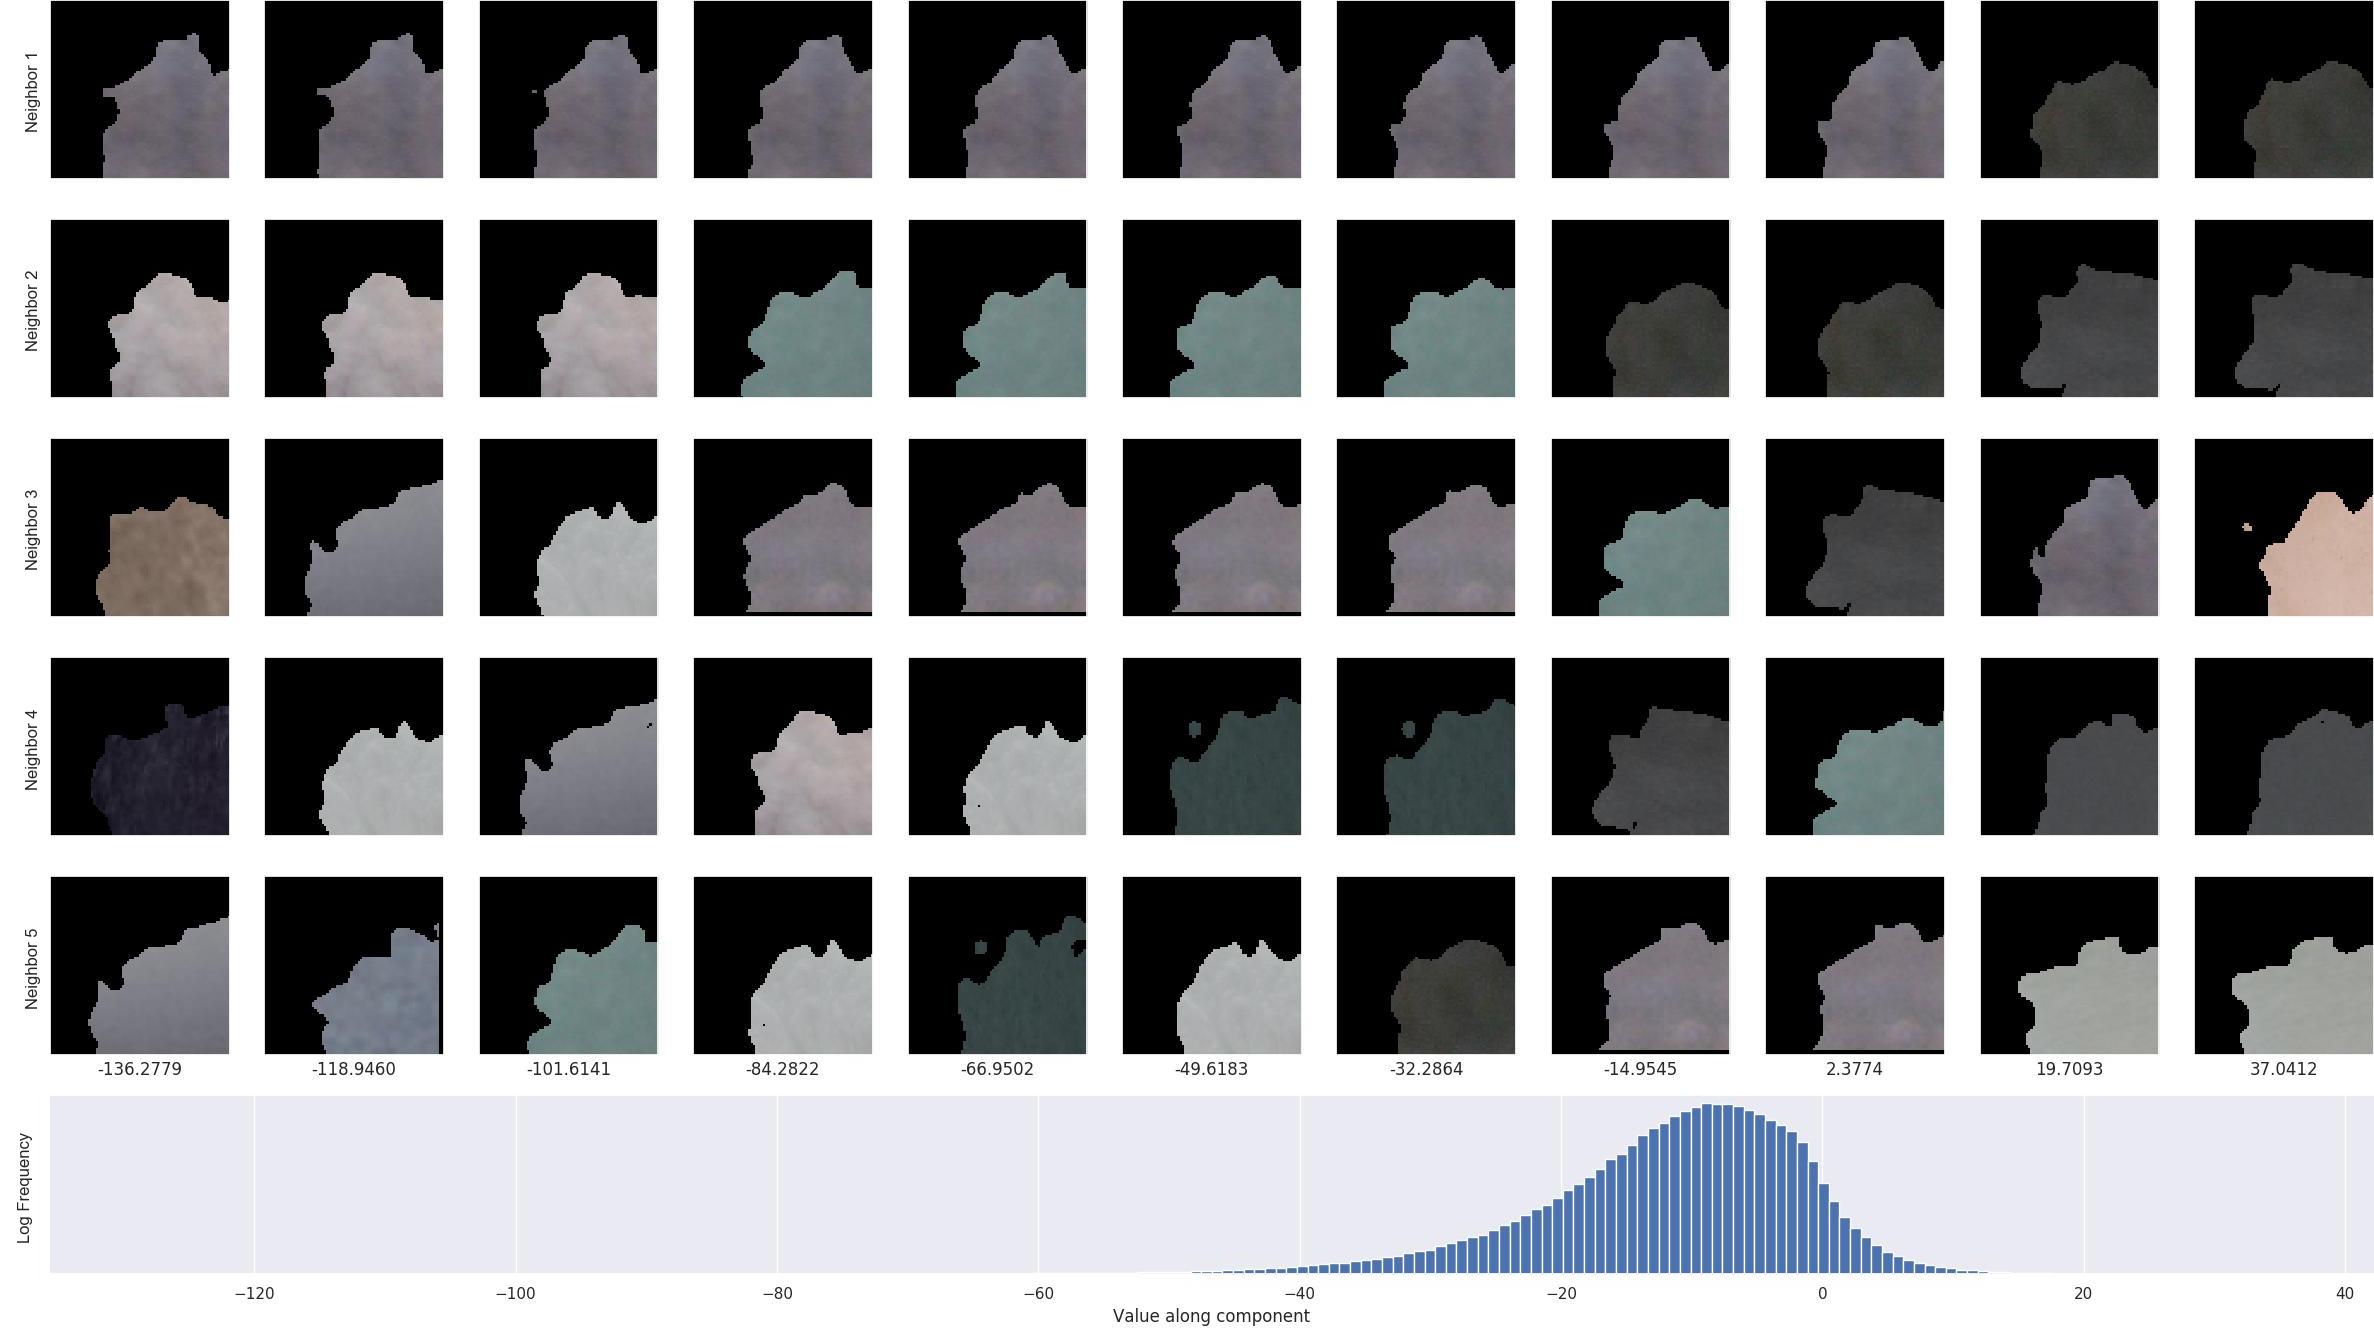 Neighbor 1
Neighbor 2
Neighbor 3
Neighbor 4
Neighbor 5
-136.2779 -118.9460 -101.6141 -84.2822 -66.9502 -49.6183 -32.2864 -14.9545 2.3774 19.7093 37.0412
Log Frequency
−120 −100 −80 −60 −40 −20 0 20 40
Value along component